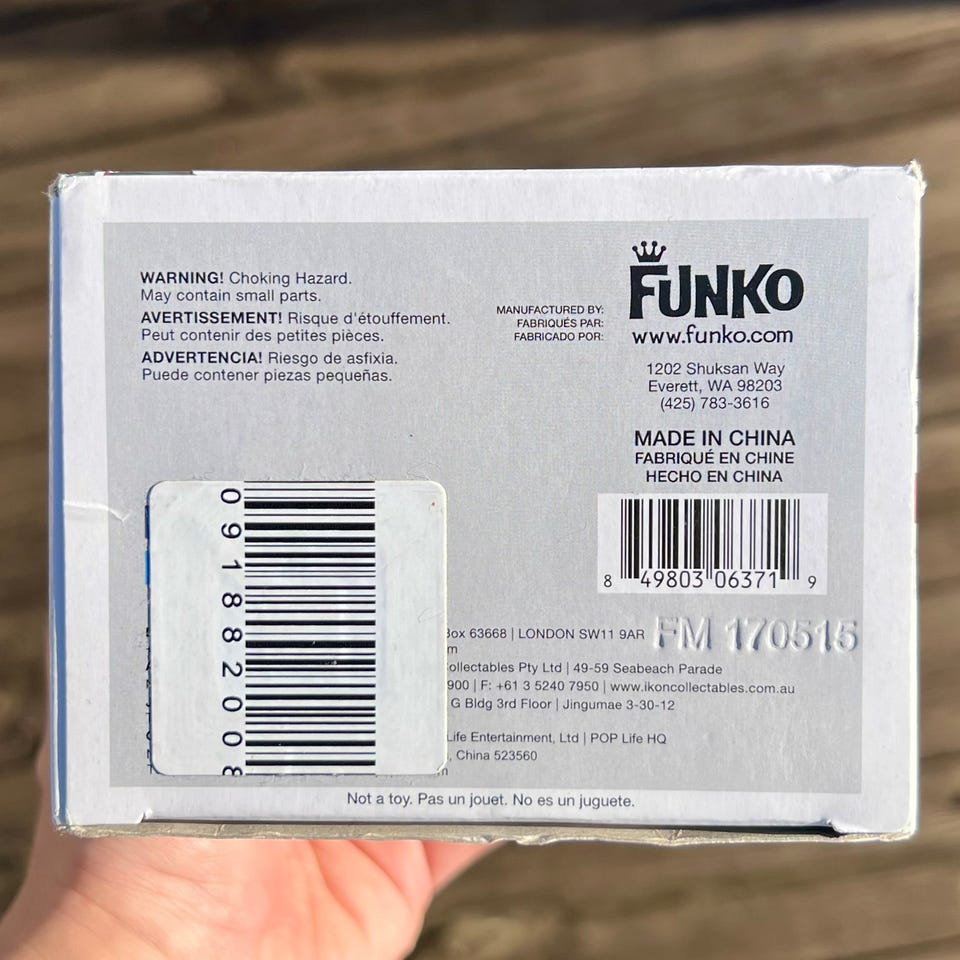 WARNING! Choking Hazard.
May contain small parts.
AVERTISSEMENT! Risque d'étouffement.
Peut contenir des petites pièces.
ADVERTENCIA! Riesgo de asfixia.
Puede contener piezas pequeñas.
MANUFACTURED BY:
FABRIQUÉS PAR:
FABRICADO POR:
FUNKO
www.funko.com
1202 Shuksan Way
Everett, WA 98203
(425) 783-3616
MADE IN CHINA
FABRIQUÉ EN CHINE
HECHO EN CHINA
8 49803 06371 9
091882008
FM 170515
Box 63668 | LONDON SW11 9AR
m
ollectables Pty Ltd | 49-59 Seabeach Parade
900 | F: +61 3 5240 7950 | www.ikoncollectables.com.au
G Bldg 3rd Floor | Jingumae 3-30-12
Life Entertainment, Ltd | POP Life HQ
, China 523560
Not a toy. Pas un jouet. No es un juguete.